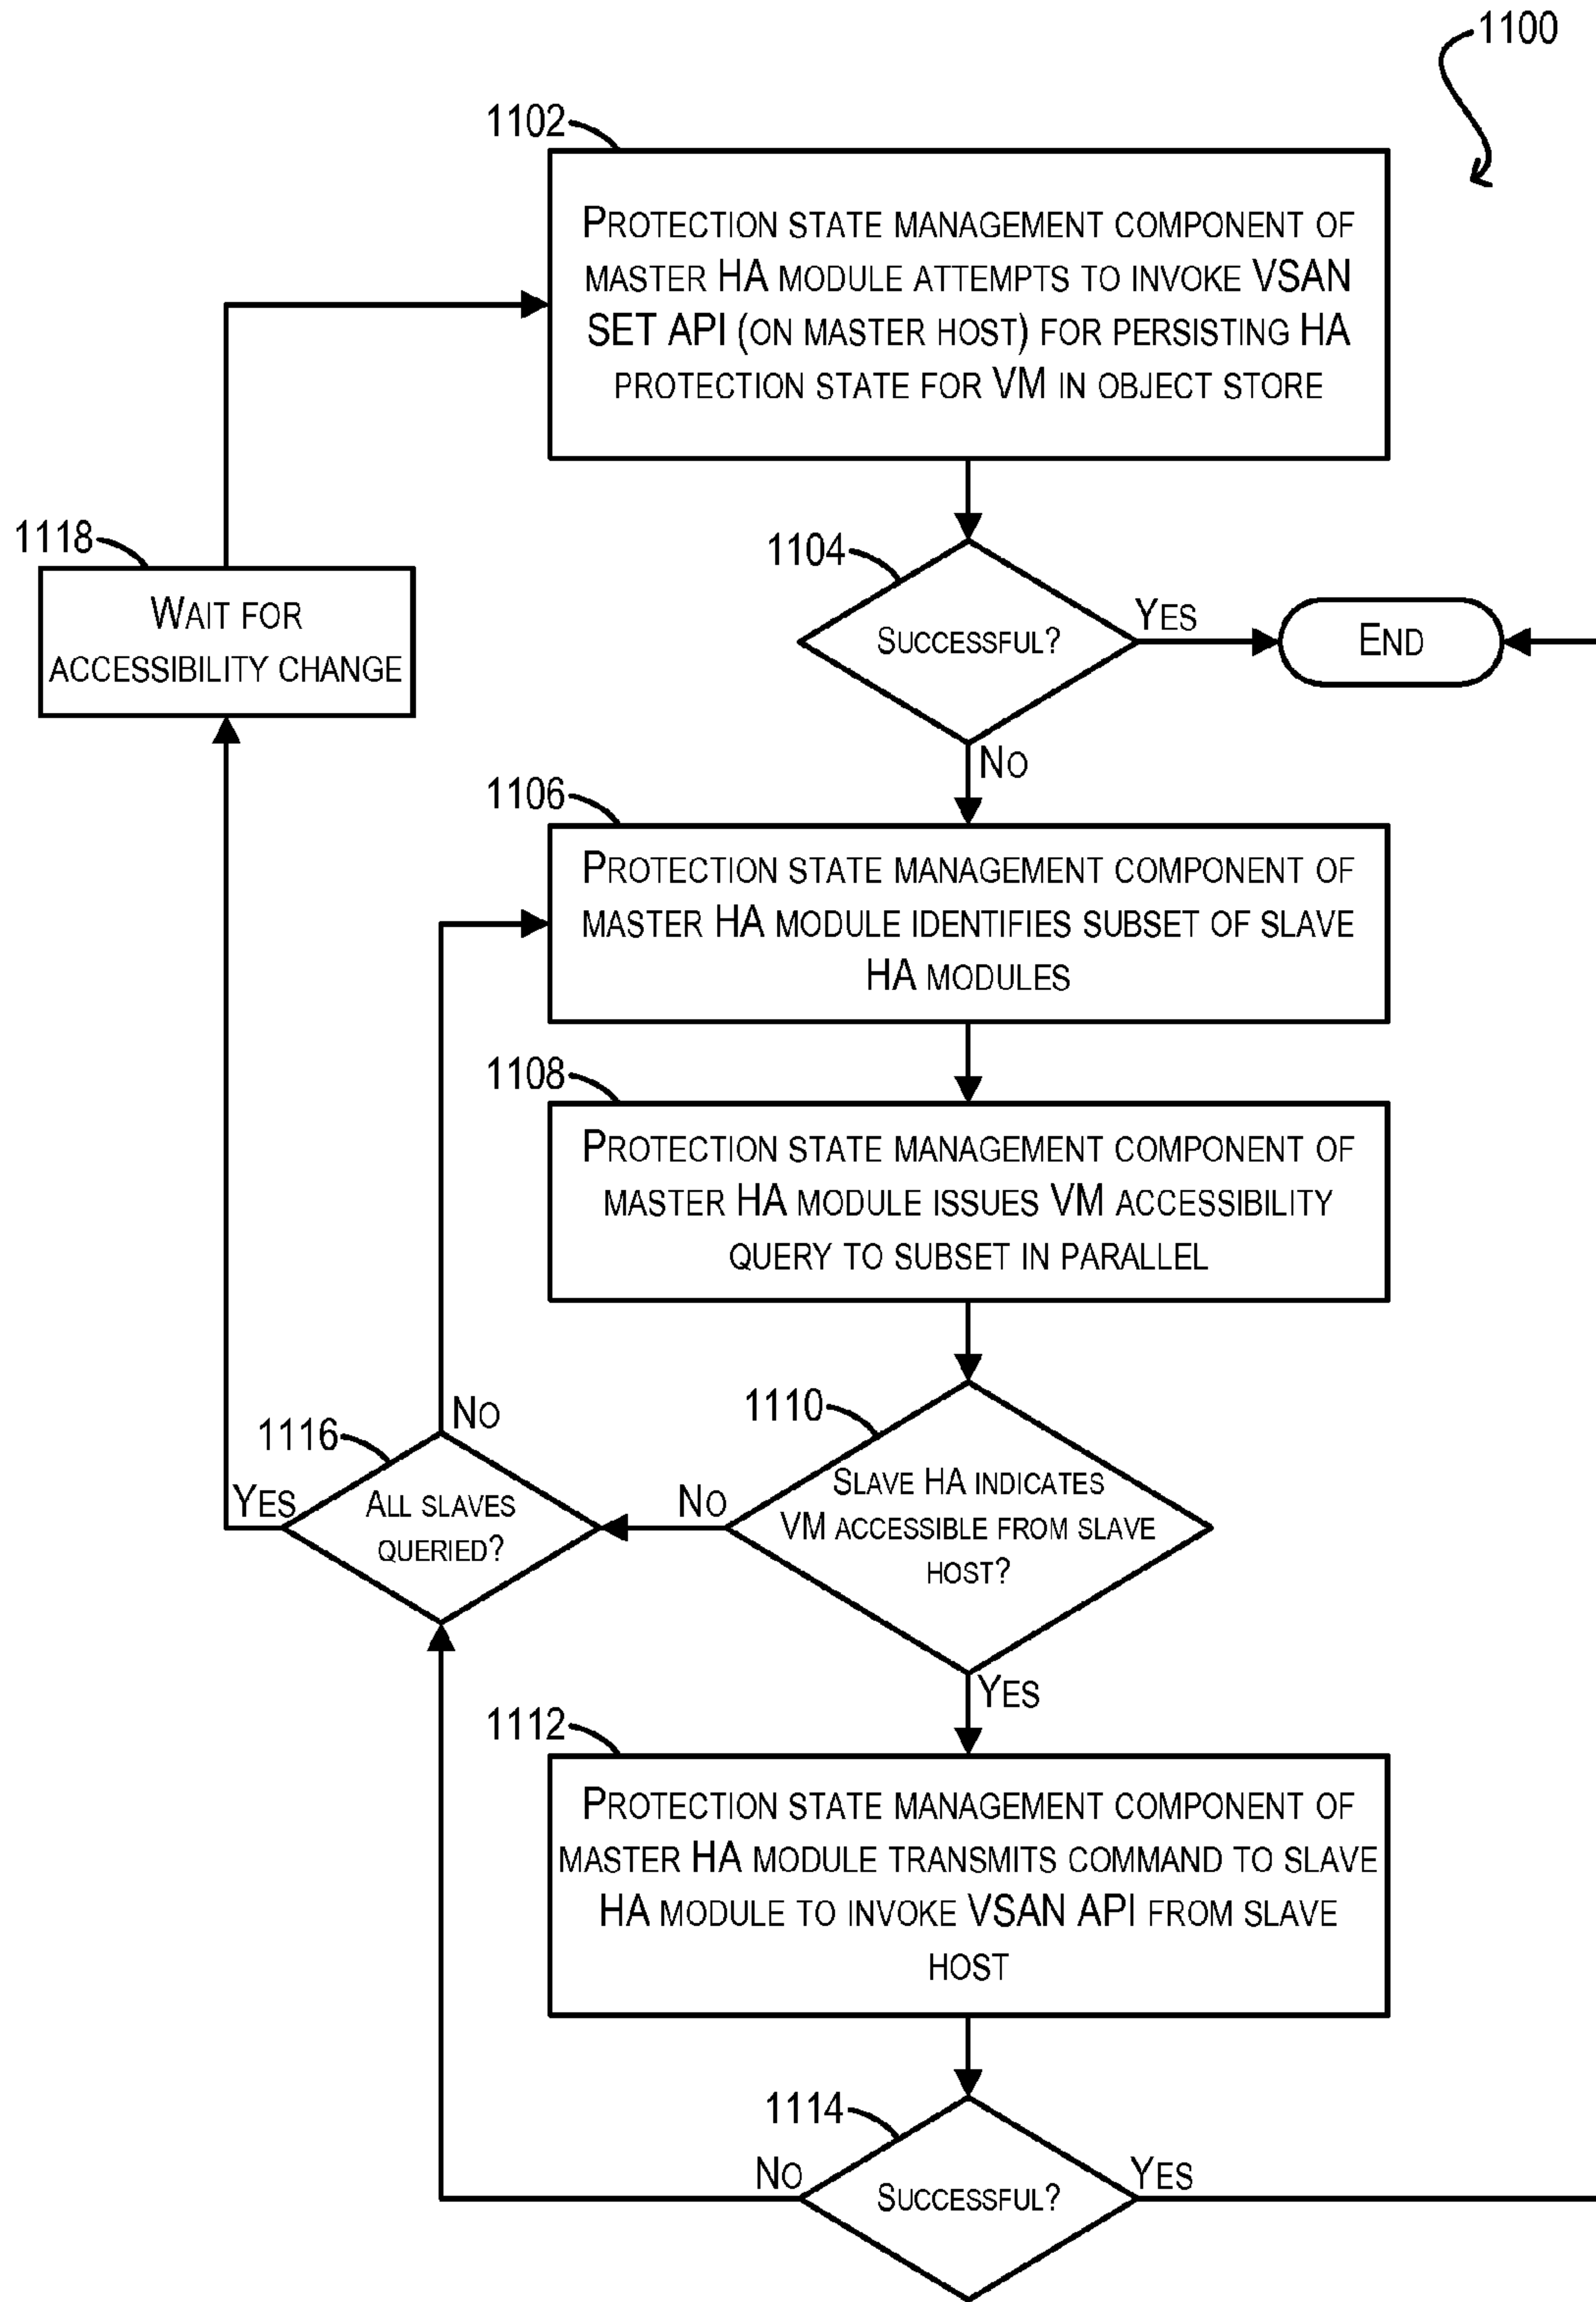 1100
1102
PROTECTION STATE MANAGEMENT COMPONENT OF
MASTER HA MODULE ATTEMPTS TO INVOKE VSAN
SET API (ON MASTER HOST) FOR PERSISTING HA
PROTECTION STATE FOR VM IN OBJECT STORE
1118
WAIT FOR
ACCESSIBILITY CHANGE
1104
SUCCESSFUL?
YES
END
NO
1106
PROTECTION STATE MANAGEMENT COMPONENT OF
MASTER HA MODULE IDENTIFIES SUBSET OF SLAVE
HA MODULES
1108
PROTECTION STATE MANAGEMENT COMPONENT OF
MASTER HA MODULE ISSUES VM ACCESSIBILITY
QUERY TO SUBSET IN PARALLEL
1110
SLAVE HA INDICATES
VM ACCESSIBLE FROM SLAVE
HOST?
NO
1116
NO
YES
ALL SLAVES
QUERIED?
YES
1112
PROTECTION STATE MANAGEMENT COMPONENT OF
MASTER HA MODULE TRANSMITS COMMAND TO SLAVE
HA MODULE TO INVOKE VSAN API FROM SLAVE
HOST
1114
NO
SUCCESSFUL?
YES